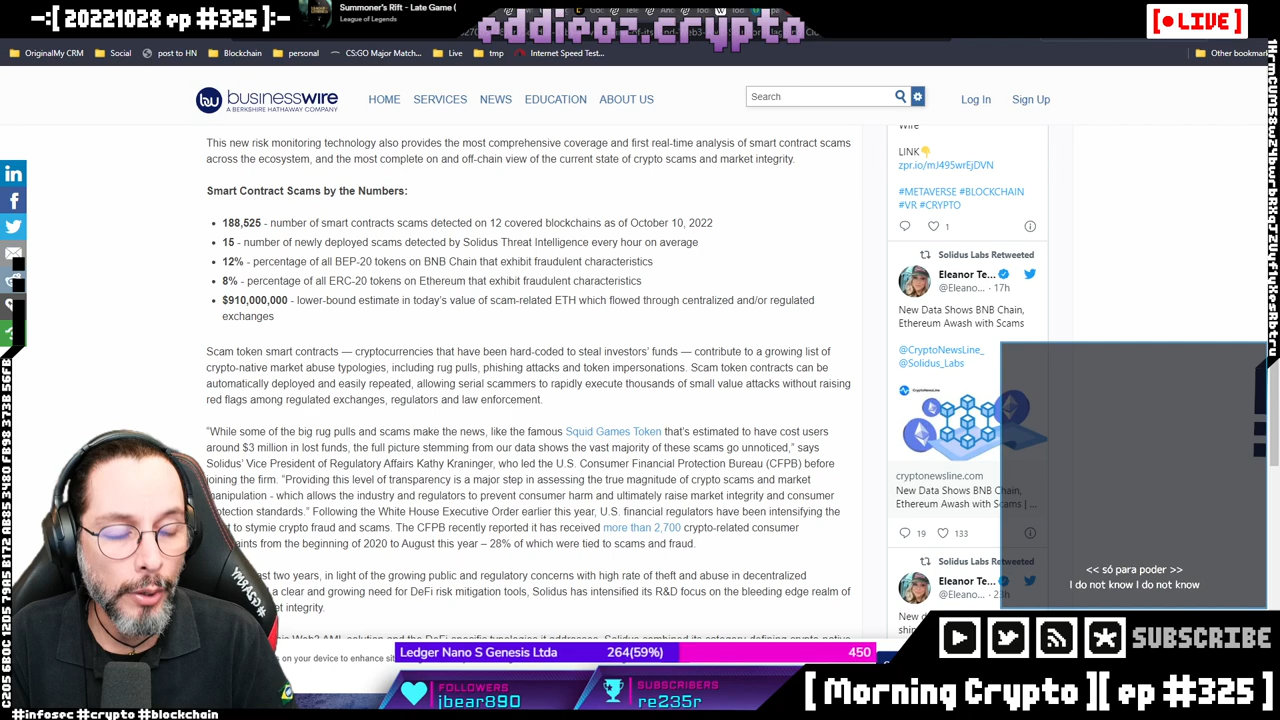 -:[ 20221028 ep #325 ]:-
Summoner's Rift - Late Game (
League of Legends
eddieoz.crypto
[●LIVE]
OriginalMy CRM
Social
post to HN
Blockchain
personal
CS:GO Major Match...
Live
tmp
Internet Speed Test...
Other bookmar
businesswire
A BERKSHIRE HATHAWAY COMPANY
HOME SERVICES NEWS EDUCATION ABOUT US
Search
Log In Sign Up
This new risk monitoring technology also provides the most comprehensive coverage and first real-time analysis of smart contract scams
across the ecosystem, and the most complete on and off-chain view of the current state of crypto scams and market integrity.
Smart Contract Scams by the Numbers:
188,525 - number of smart contracts scams detected on 12 covered blockchains as of October 10, 2022
15 - number of newly deployed scams detected by Solidus Threat Intelligence every hour on average
12% - percentage of all BEP-20 tokens on BNB Chain that exhibit fraudulent characteristics
8% - percentage of all ERC-20 tokens on Ethereum that exhibit fraudulent characteristics
$910,000,000 - lower-bound estimate in today's value of scam-related ETH which flowed through centralized and/or regulated
exchanges
Scam token smart contracts — cryptocurrencies that have been hard-coded to steal investors' funds — contribute to a growing list of
crypto-native market abuse typologies, including rug pulls, phishing attacks and token impersonations. Scam token contracts can be
automatically deployed and easily repeated, allowing serial scammers to rapidly execute thousands of small value attacks without raising
red flags among regulated exchanges, regulators and law enforcement.
"While some of the big rug pulls and scams make the news, like the famous Squid Games Token that's estimated to have cost users
around $3 million in lost funds, the full picture stemming from our data shows the vast majority of these scams go unnoticed," says
Solidus' Vice President of Regulatory Affairs Kathy Kraninger, who led the U.S. Consumer Financial Protection Bureau (CFPB) before
joining the firm. "Providing this level of transparency is a major step in assessing the true magnitude of crypto scams and market
manipulation - which allows the industry and regulators to prevent consumer harm and ultimately raise market integrity and consumer
Following the White House Executive Order earlier this year, U.S. financial regulators have been intensifying the
to stymie crypto fraud and scams. The CFPB recently reported it has received more than 2,700 crypto-related consumer
aints from the beginning of 2020 to August this year – 28% of which were tied to scams and fraud.
st two years, in light of the growing public and regulatory concerns with high rate of theft and abuse in decentralized
a clear and growing need for DeFi risk mitigation tools, Solidus has intensified its R&D focus on the bleeding edge realm of
et integrity.
on your device to enhance sit
Wire
LINK👇
zpr.io/mJ495wrEjDVN
#METAVERSE #BLOCKCHAIN
#VR #CRYPTO
1
Solidus Labs Retweeted
Eleanor Te...
@Eleano... · 17h
New Data Shows BNB Chain,
Ethereum Awash with Scams
@CryptoNewsLine_
@Solidus_Labs
CryptoNewsLine
cryptonewsline.com
New Data Shows BNB Chain,
Ethereum Awash with Scams | ...
19 133
Solidus Labs Retweeted
Eleanor Te...
@Eleano...
New d
<< só para poder >>
I do not know I do not know
SUBSCRIBE
Ledger Nano S Genesis Ltda 264(59%) 450
FOLLOWERS
jbear890
SUBSCRIBERS
re235r
[ Morning Crypto ][ ep #325 ]
#infosec #crypto #blockchain